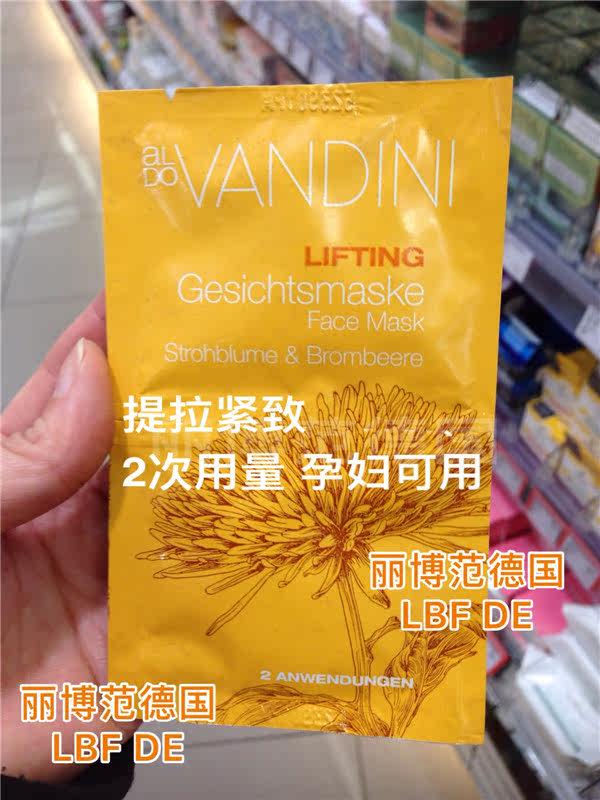 aLDO VANDINI
LIFTING
Gesichtsmaske
Face Mask
Strohblume & Brombeere
提拉紧致
2次用量 孕妇可用
丽博范德国
LBF DE
2 ANWENDUNGEN
丽博范德国
LBF DE